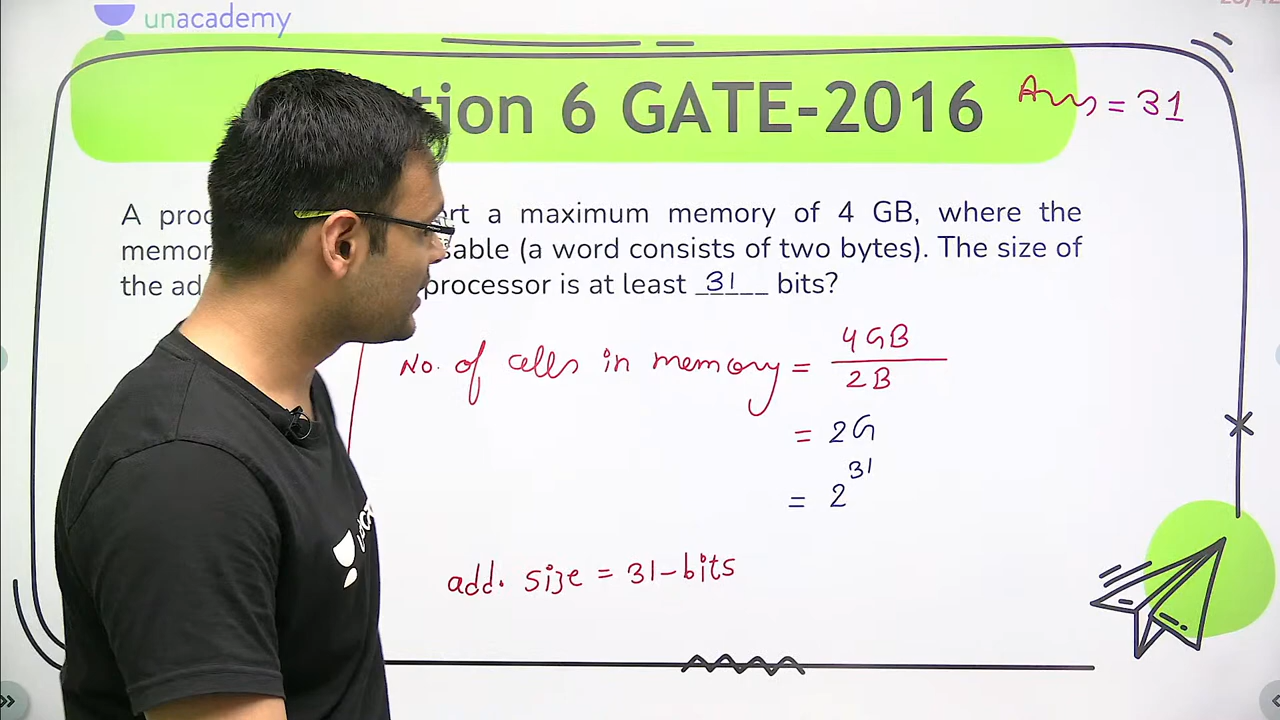 unacademy
tion 6 GATE-2016
Ans = 31
A proc rt a maximum memory of 4 GB, where the
memor sable (a word consists of two bytes). The size of
the ad processor is at least 31 bits?
No. of cells in memory = 4GB
2B
= 2G
= 2^31
add. size = 31-bits